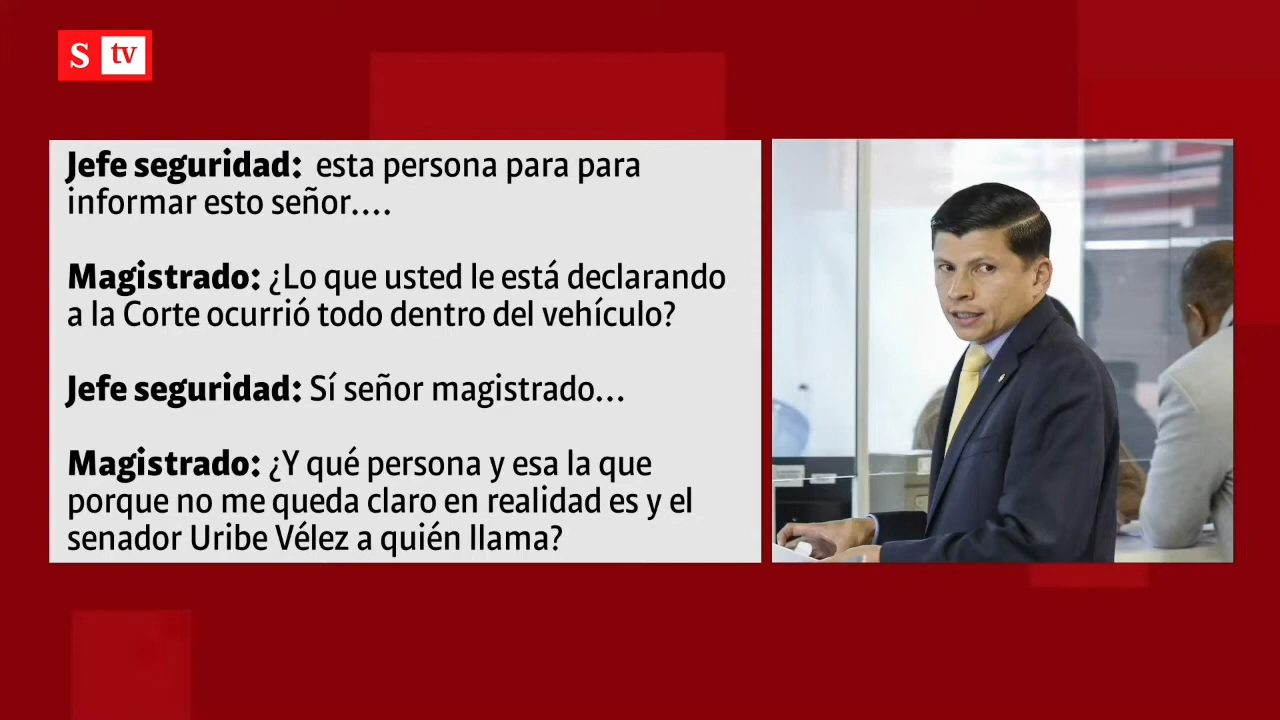 S tv
Jefe seguridad: esta persona para para
informar esto señor....
Magistrado: ¿Lo que usted le está declarando
a la Corte ocurrió todo dentro del vehículo?
Jefe seguridad: Sí señor magistrado...
Magistrado: ¿Y qué persona y esa la que
porque no me queda claro en realidad es y el
senador Uribe Vélez a quién llama?